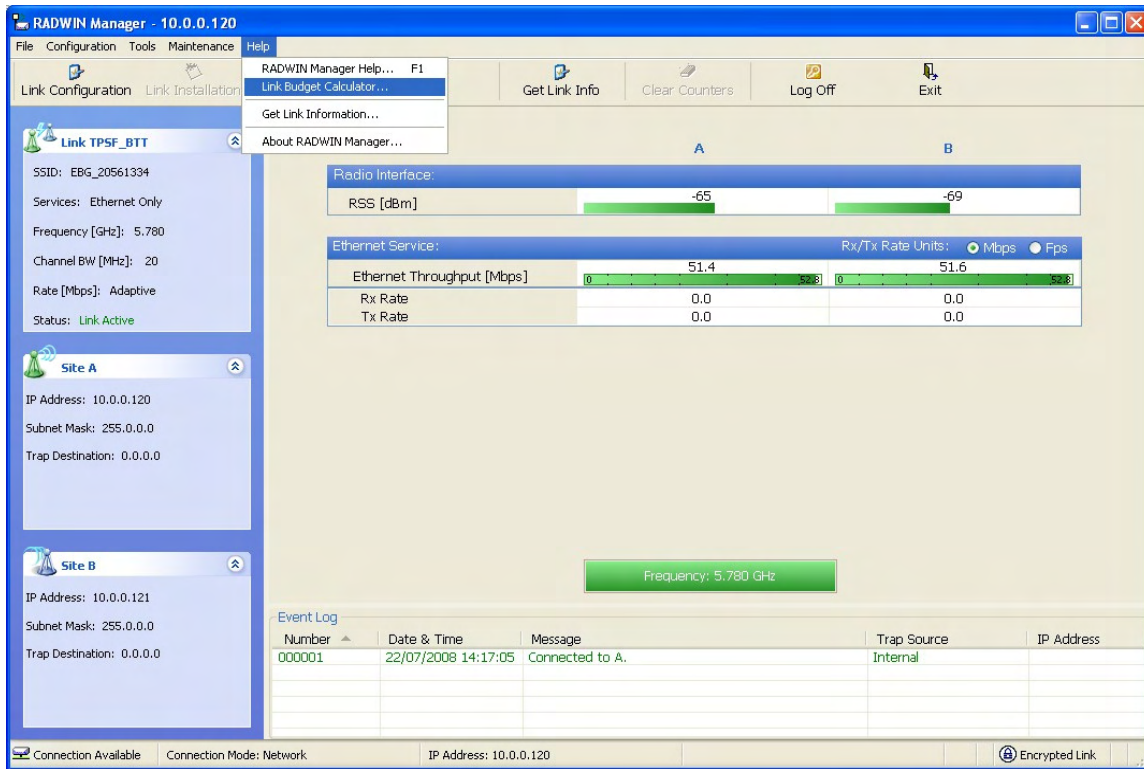 RADWIN Manager - 10.0.0.120
File Configuration Tools Maintenance Help
Link Configuration Link Installation Get Link Info Clear Counters Log Off Exit
RADWIN Manager Help... F1
Link Budget Calculator...
Get Link Information...
About RADWIN Manager...
Link TPSF_BTT
SSID: EBG_20561334
Services: Ethernet Only
Frequency [GHz]: 5.780
Channel BW [MHz]: 20
Rate [Mbps]: Adaptive
Status: Link Active
Site A
IP Address: 10.0.0.120
Subnet Mask: 255.0.0.0
Trap Destination: 0.0.0.0
Site B
IP Address: 10.0.0.121
Subnet Mask: 255.0.0.0
Trap Destination: 0.0.0.0
A B
Radio Interface:
RSS [dBm] -65 -69
Ethernet Service: Rx/Tx Rate Units: Mbps Fps
Ethernet Throughput [Mbps] 51.4 51.6
0 52.8 0 52.8
Rx Rate 0.0 0.0
Tx Rate 0.0 0.0
Frequency: 5.780 GHz
Event Log
Number Date & Time Message Trap Source IP Address
000001 22/07/2008 14:17:05 Connected to A. Internal
Connection Available Connection Mode: Network IP Address: 10.0.0.120 Encrypted Link